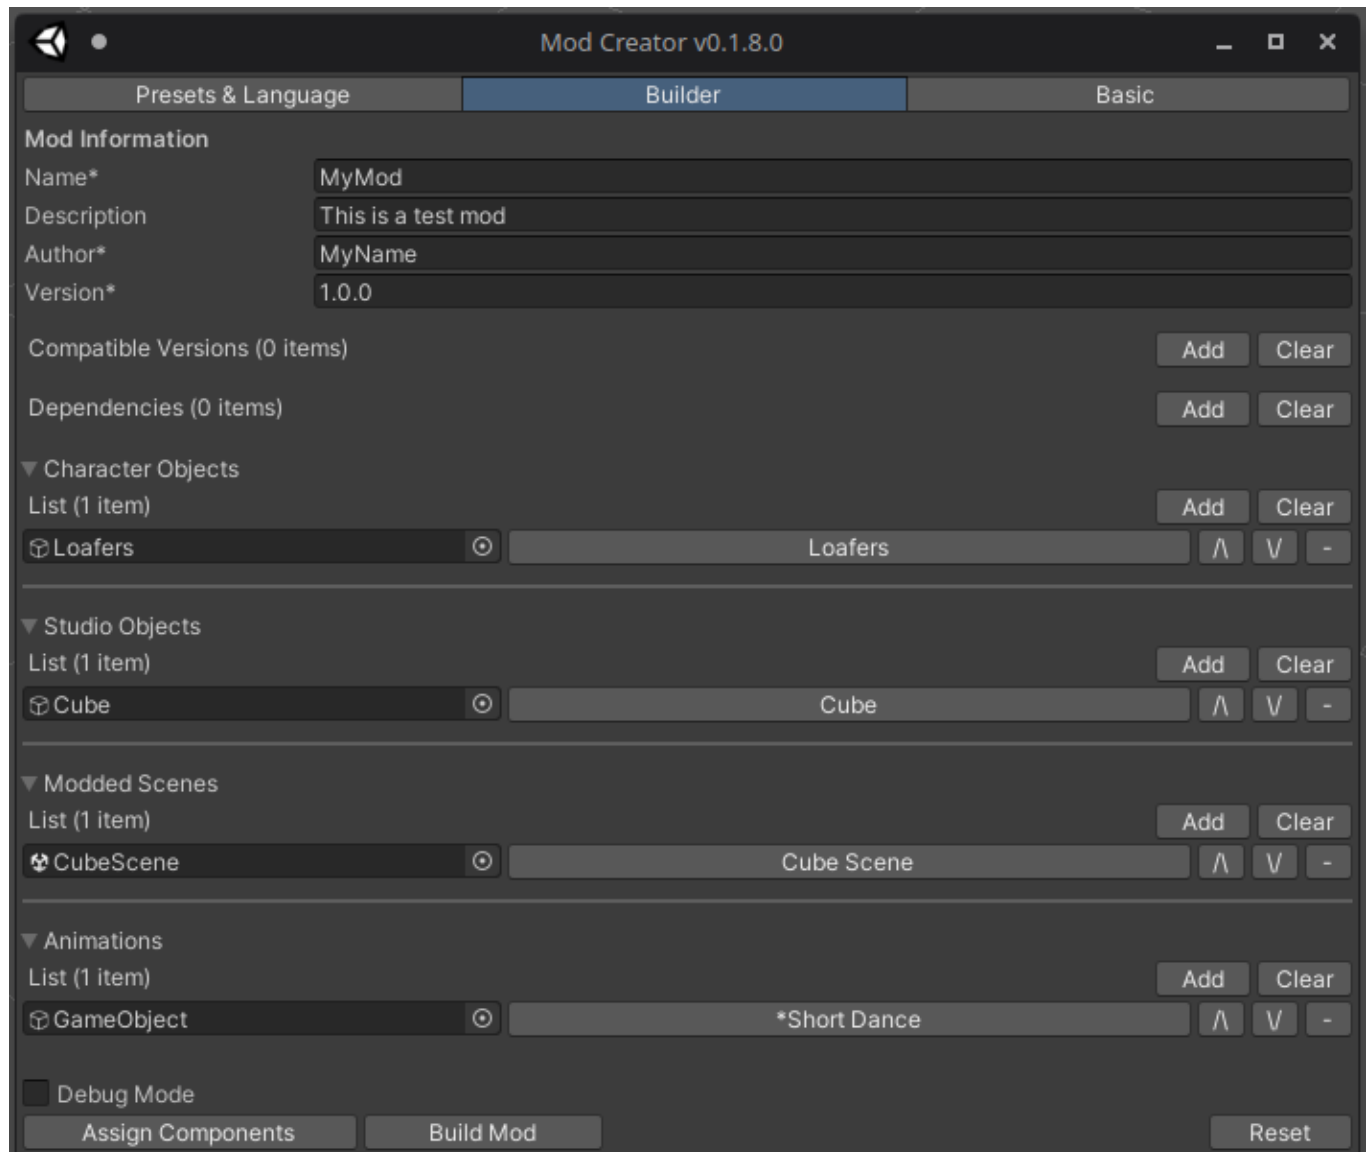 Mod Creator v0.1.8.0
Presets & Language Builder Basic
Mod Information
Name* MyMod
Description This is a test mod
Author* MyName
Version* 1.0.0
Compatible Versions (0 items) Add Clear
Dependencies (0 items) Add Clear
Character Objects
List (1 item) Add Clear
Loafers Loafers /\ \/ -
Studio Objects
List (1 item) Add Clear
Cube Cube /\ \/ -
Modded Scenes
List (1 item) Add Clear
CubeScene Cube Scene /\ \/ -
Animations
List (1 item) Add Clear
GameObject *Short Dance /\ \/ -
Debug Mode
Assign Components Build Mod Reset